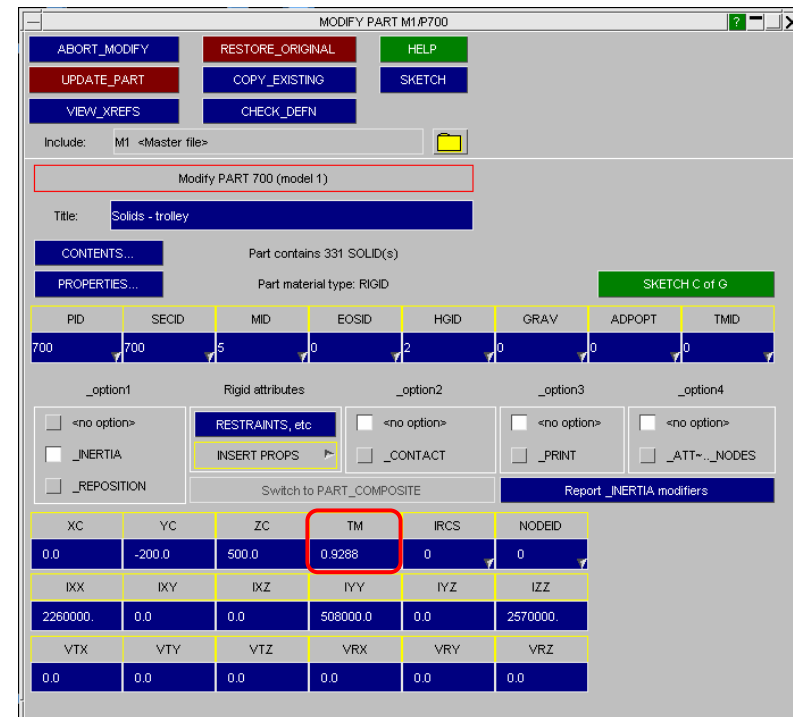 MODIFY PART M1/P700 ?
ABORT_MODIFY RESTORE_ORIGINAL HELP
UPDATE_PART COPY_EXISTING SKETCH
VIEW_XREFS CHECK_DEFN
Include: M1 <Master file>
Modify PART 700 (model 1)
Title: Solids - trolley
CONTENTS... Part contains 331 SOLID(s)
PROPERTIES... Part material type: RIGID SKETCH C of G
PID SECID MID EOSID HGID GRAV ADPOPT TMID
700 700 5 0 2 0 0 0
_option1 Rigid attributes _option2 _option3 _option4
<no option> RESTRAINTS, etc <no option> <no option> <no option>
_INERTIA INSERT PROPS _CONTACT _PRINT _ATT~.._NODES
_REPOSITION Switch to PART_COMPOSITE Report _INERTIA modifiers
XC YC ZC TM IRCS NODEID
0.0 -200.0 500.0 0.9288 0 0
IXX IXY IXZ IYY IYZ IZZ
2260000. 0.0 0.0 508000.0 0.0 2570000.
VTX VTY VTZ VRX VRY VRZ
0.0 0.0 0.0 0.0 0.0 0.0